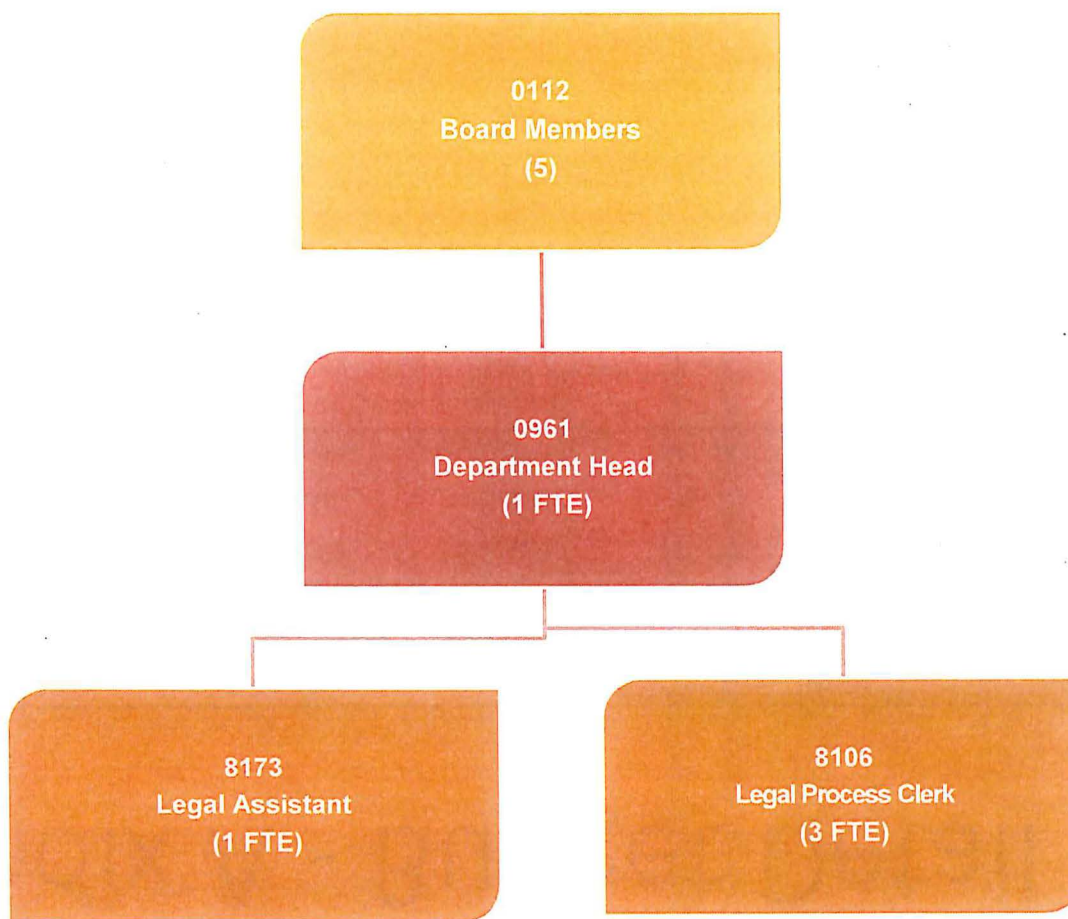 0112
Board Members
(5)
0961
Department Head
(1 FTE)
8173
Legal Assistant
(1 FTE)
8106
Legal Process Clerk
(3 FTE)